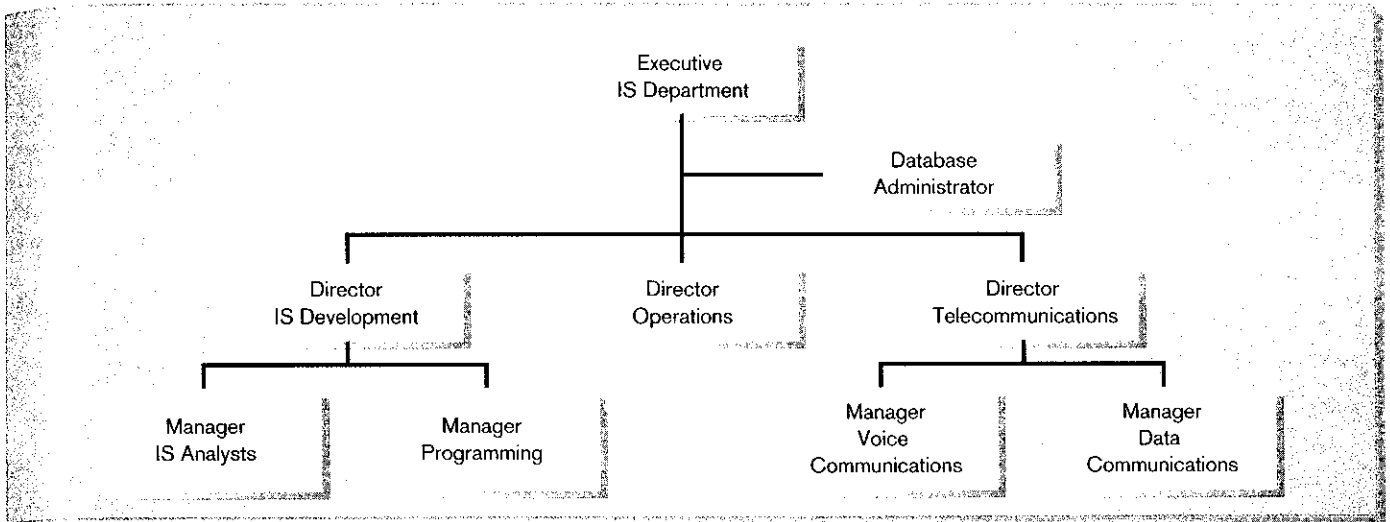 Executive
IS Department
Database
Administrator
Director
IS Development
Director
Operations
Director
Telecommunications
Manager
IS Analysts
Manager
Programming
Manager
Voice
Communications
Manager
Data
Communications